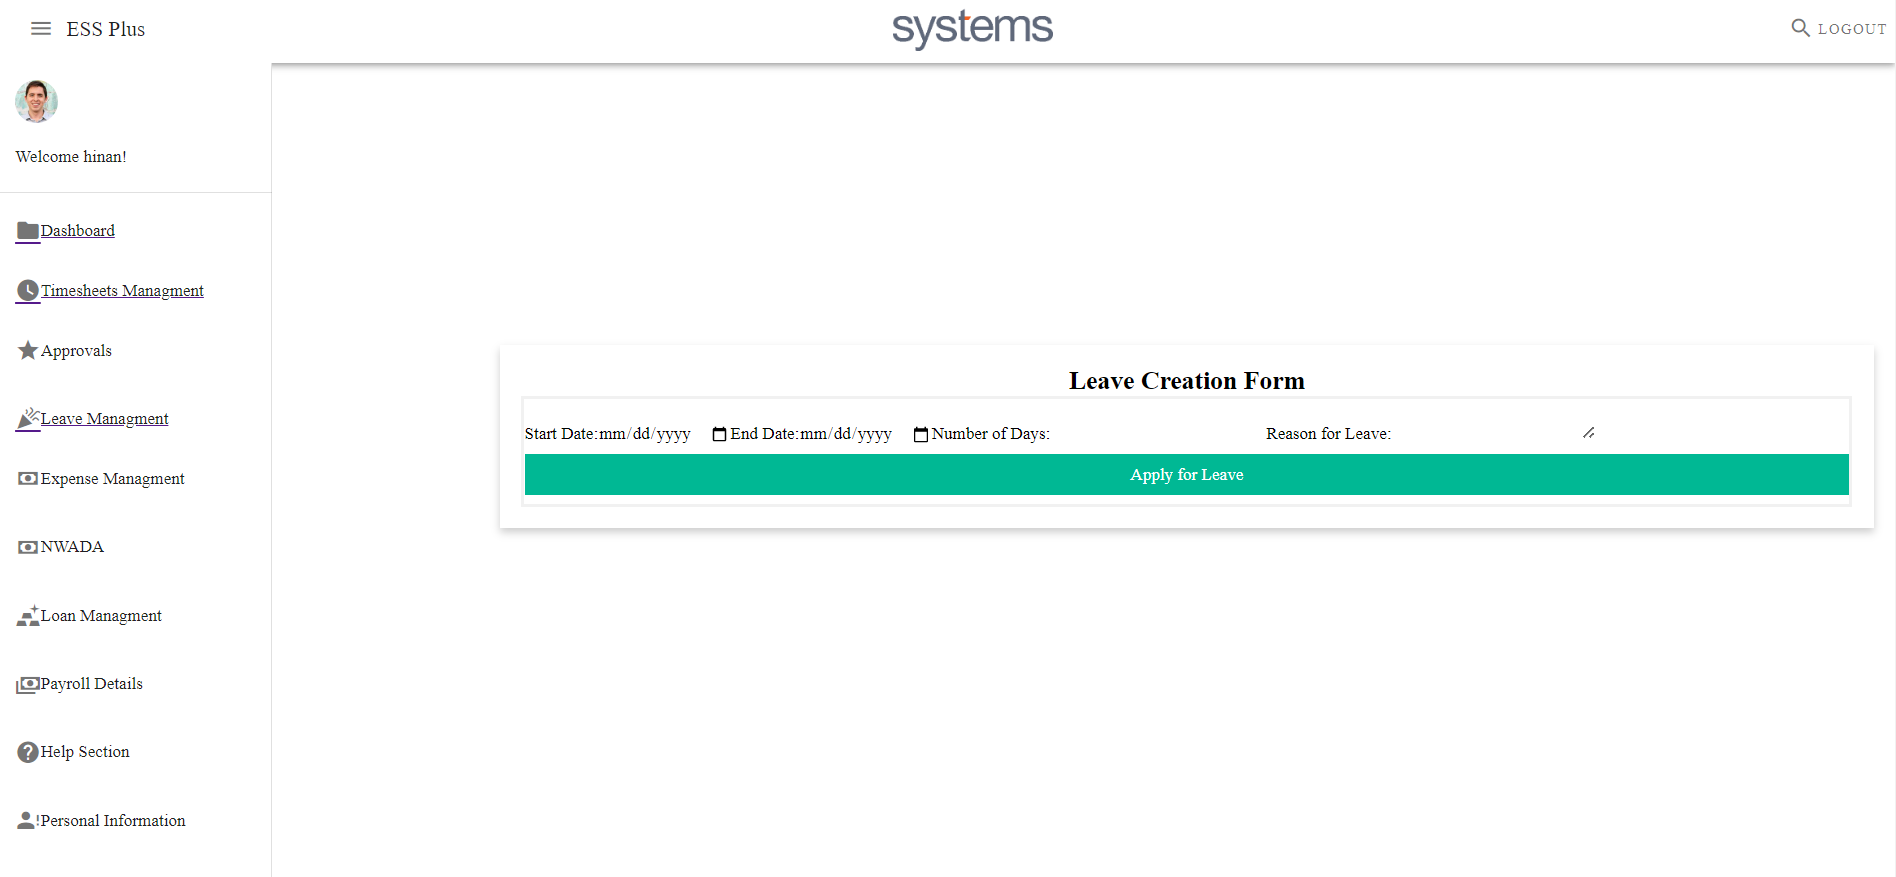 ESS Plus
systems
LOGOUT
Welcome hinan!
Dashboard
Timesheets Managment
Approvals
Leave Managment
Expense Managment
NWADA
Loan Managment
Payroll Details
Help Section
Personal Information
Leave Creation Form
Start Date:mm/dd/yyyy End Date:mm/dd/yyyy Number of Days: Reason for Leave:
Apply for Leave